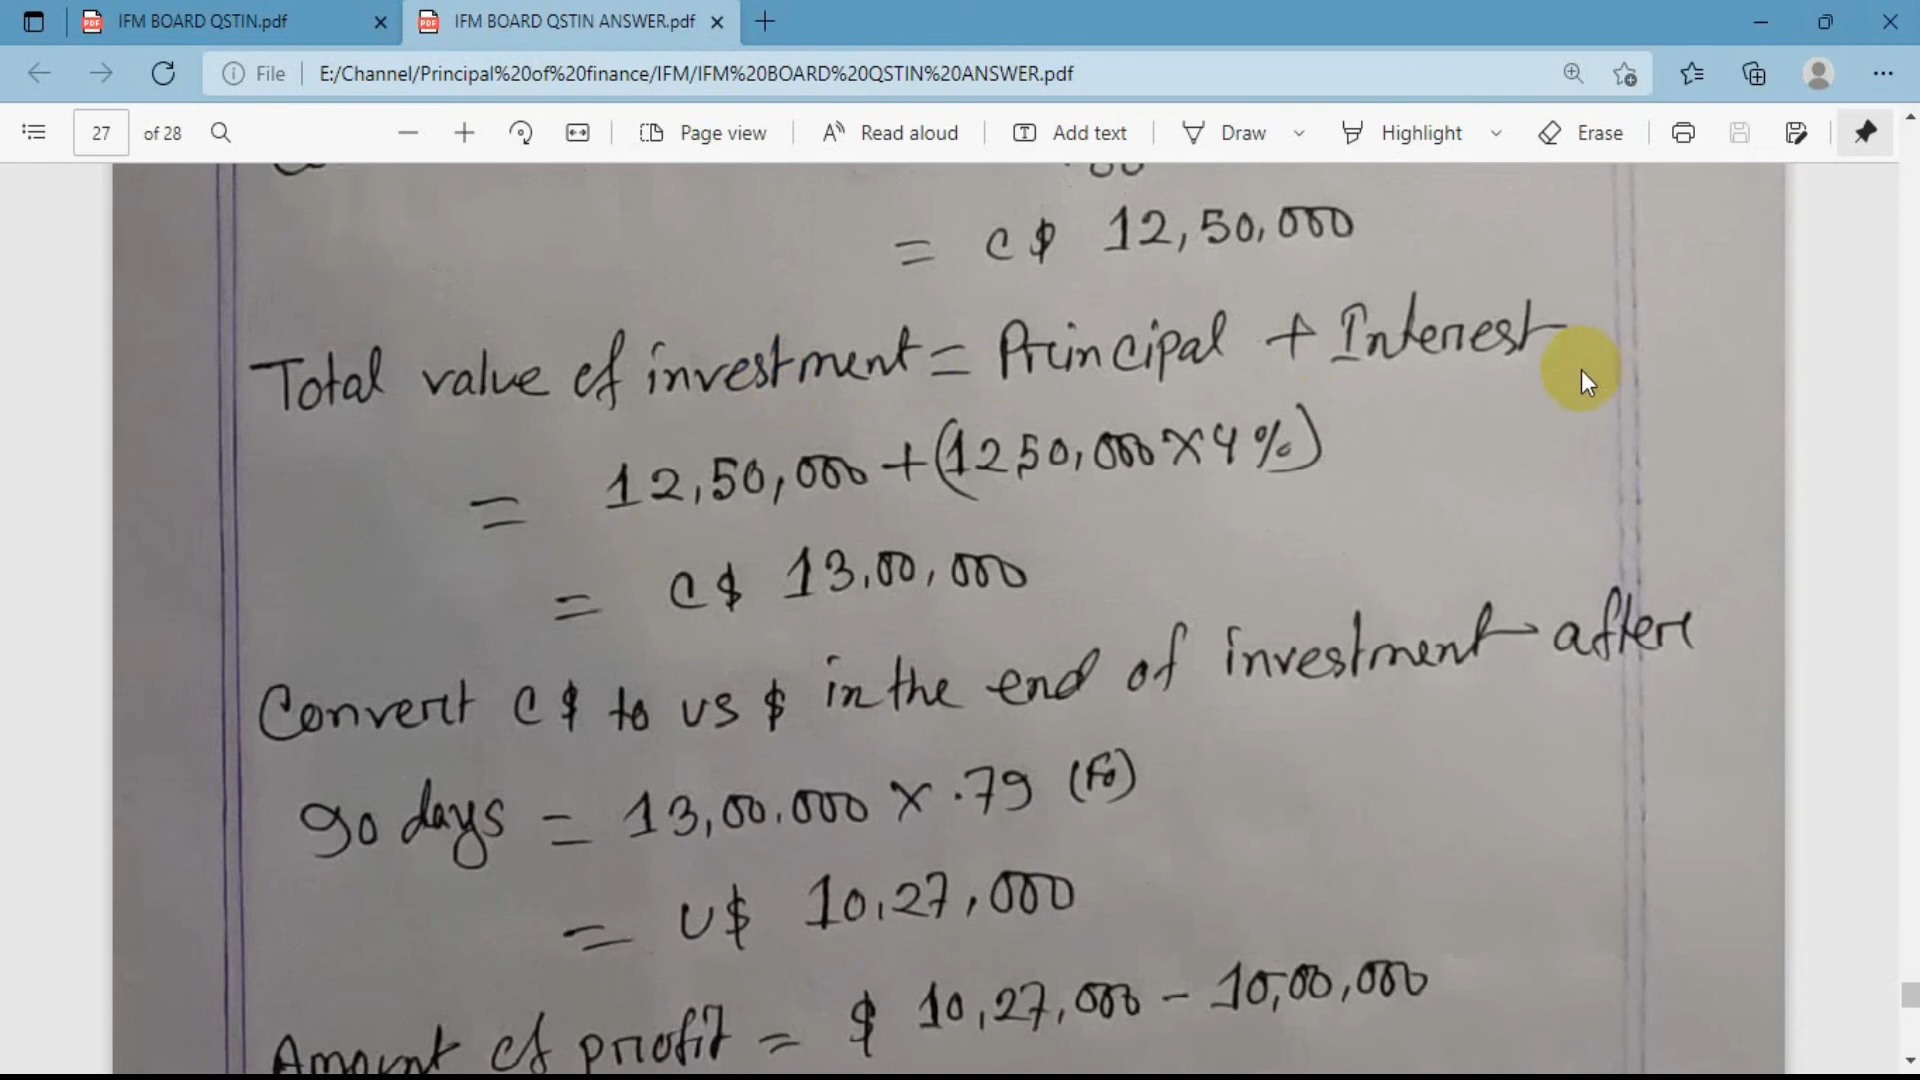 IFM BOARD QSTIN.pdf
IFM BOARD QSTIN ANSWER.pdf
File
E:/Channel/Principal%20of%20finance/IFM/IFM%20BOARD%20QSTIN%20ANSWER.pdf
27 of 28
Page view
Read aloud
Add text
Draw
Highlight
Erase
= C$ 12,50,000
Total value of investment = Principal + Interest
= 12,50,000 + (1250,000 × 4%)
= C$ 13,00,000
Convert C$ to US $ in the end of investment after
90 days = 13,00.000 × .79 (F0)
= U$ 10,27,000
Amount of profit = $ 10,27,000 - 10,00,000